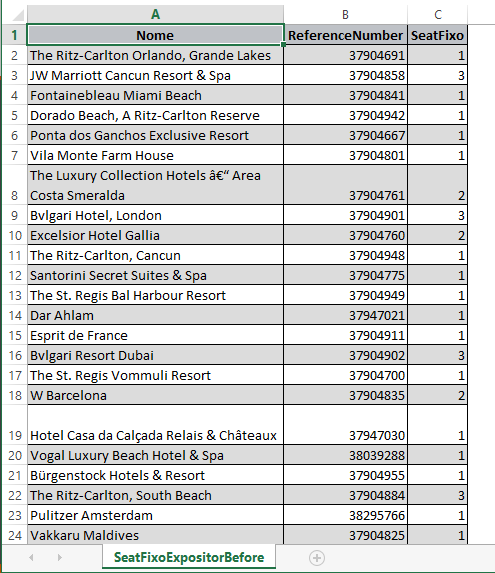 A B C
1 Nome ReferenceNumber SeatFixo
2 The Ritz-Carlton Orlando, Grande Lakes 37904691 1
3 JW Marriott Cancun Resort & Spa 37904858 3
4 Fontainebleau Miami Beach 37904841 1
5 Dorado Beach, A Ritz-Carlton Reserve 37904942 1
6 Ponta dos Ganchos Exclusive Resort 37904667 1
7 Vila Monte Farm House 37904801 1
The Luxury Collection Hotels â€“ Area
8 Costa Smeralda 37904761 2
9 Bvlgari Hotel, London 37904901 3
10 Excelsior Hotel Gallia 37904760 2
11 The Ritz-Carlton, Cancun 37904948 1
12 Santorini Secret Suites & Spa 37904775 1
13 The St. Regis Bal Harbour Resort 37904949 1
14 Dar Ahlam 37947021 1
15 Esprit de France 37904911 1
16 Bvlgari Resort Dubai 37904902 3
17 The St. Regis Vommuli Resort 37904700 1
18 W Barcelona 37904835 2
19 Hotel Casa da Calçada Relais & Châteaux 37947030 1
20 Vogal Luxury Beach Hotel & Spa 38039288 1
21 Bürgenstock Hotels & Resort 37904955 1
22 The Ritz-Carlton, South Beach 37904884 3
23 Pulitzer Amsterdam 38295766 1
24 Vakkaru Maldives 37904825 1
SeatFixoExpositorBefore